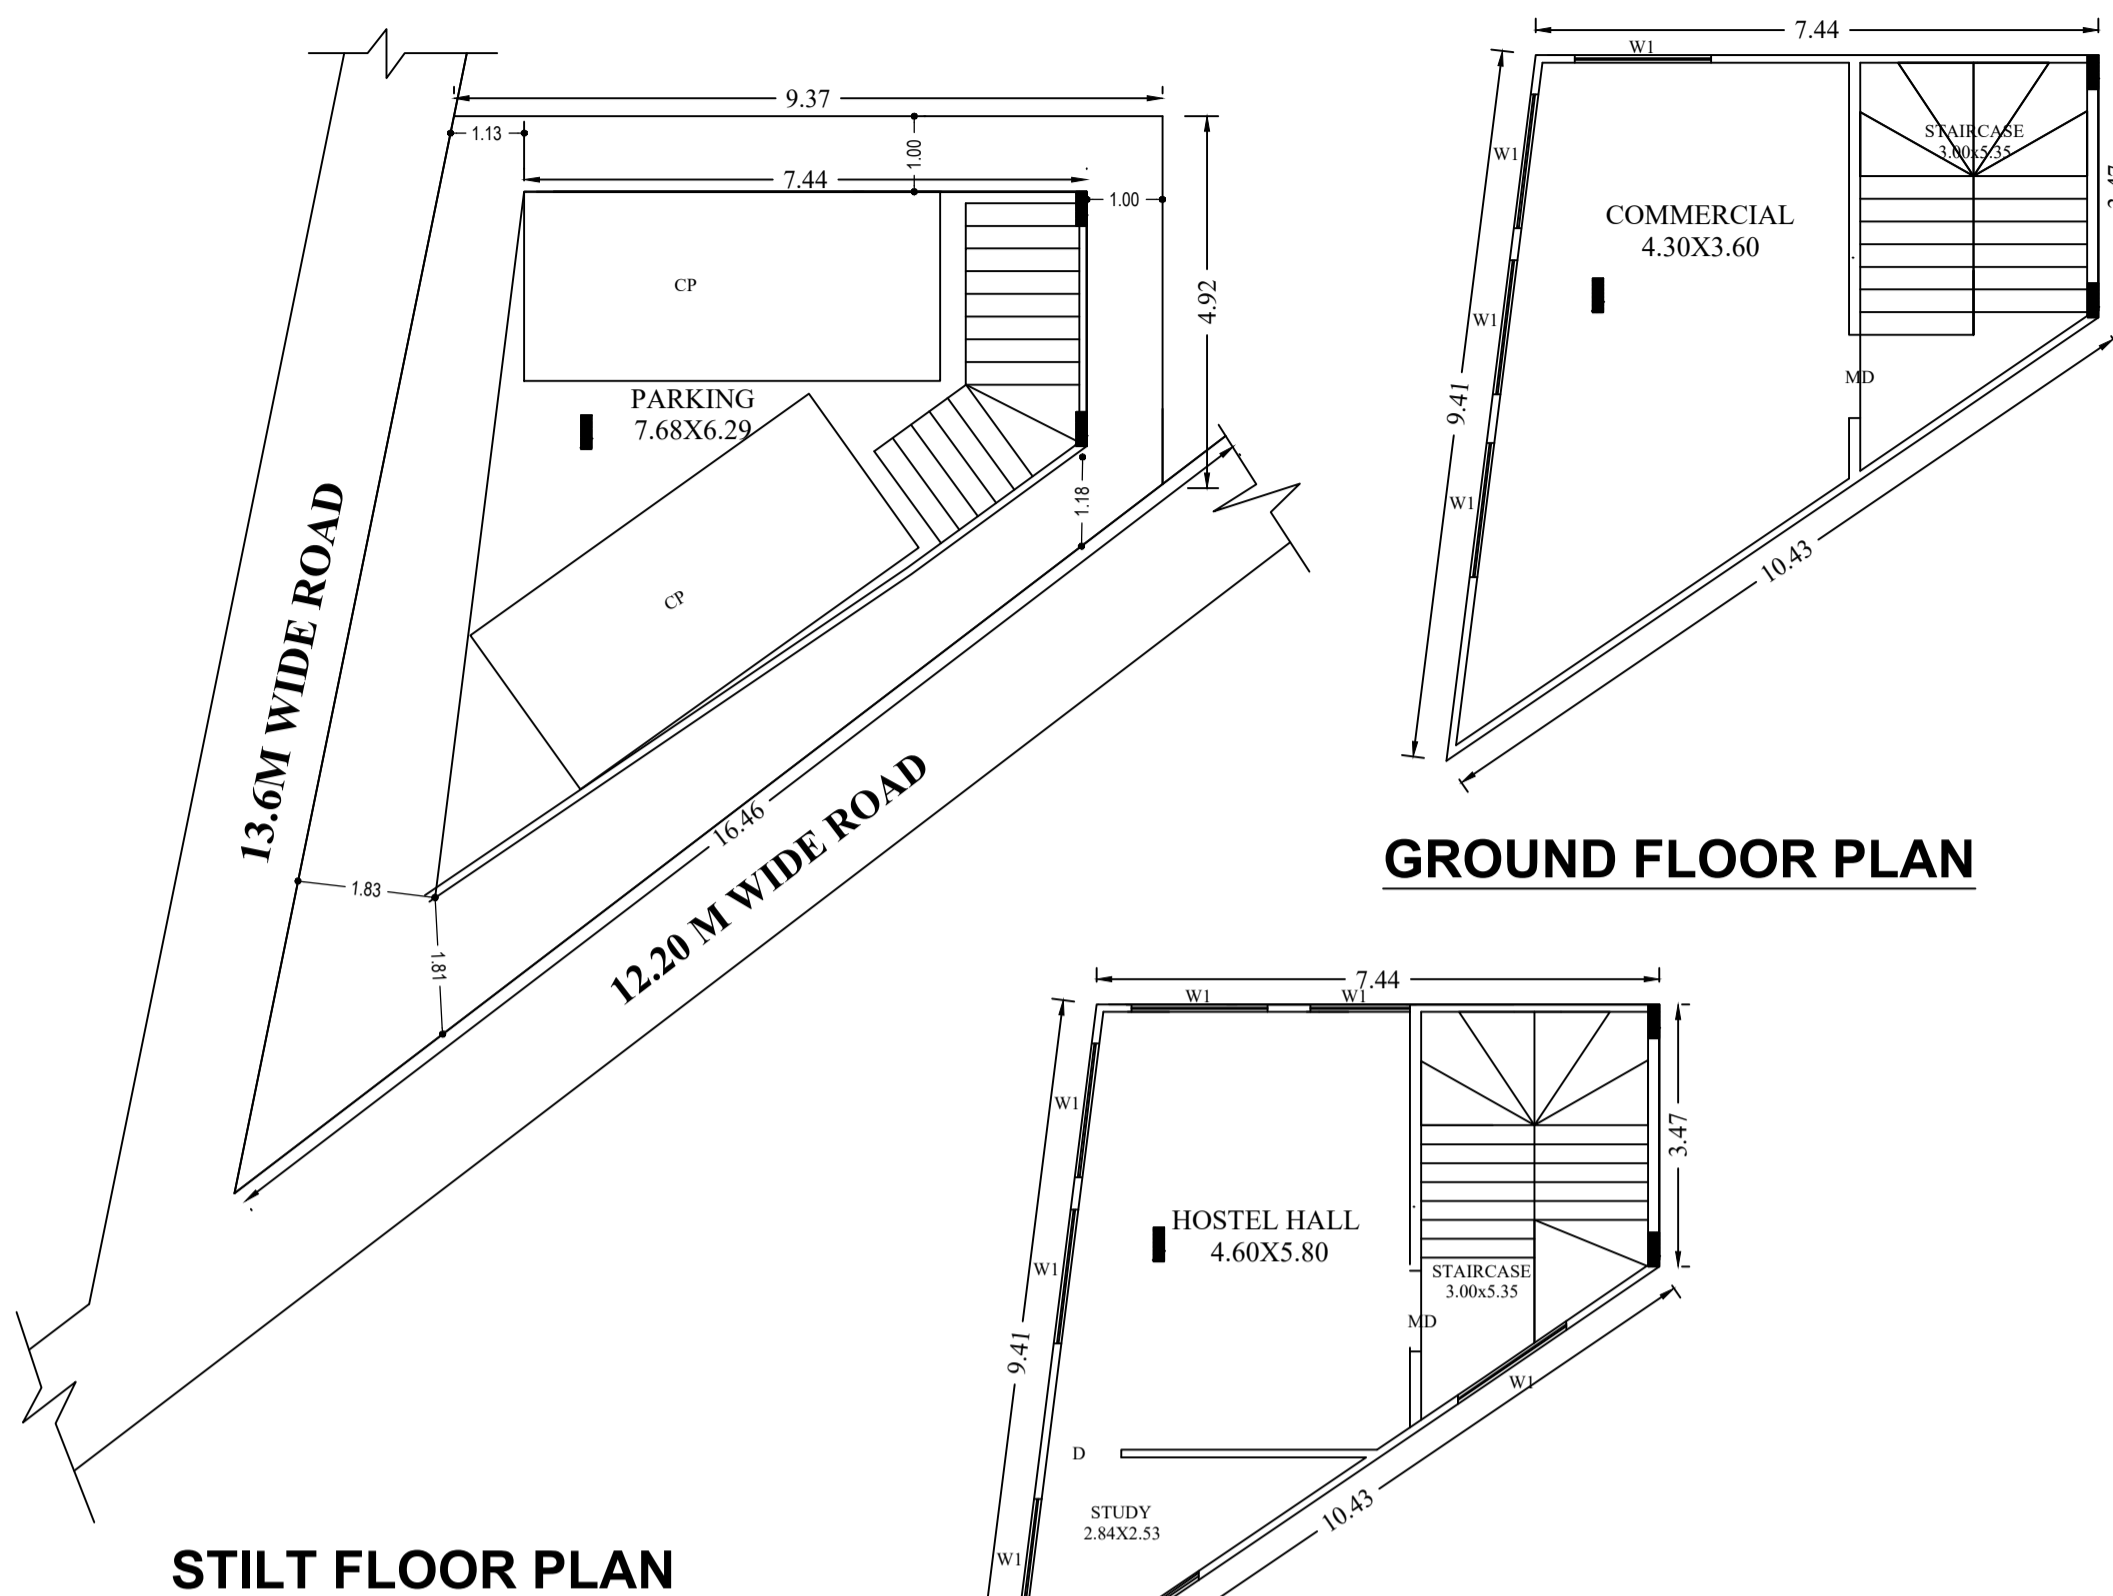 9.37
1.13
1.00
7.44
1.00
CP
4.92
PARKING
7.68X6.29
1.18
CP
13.6M WIDE ROAD
1.83
1.81
16.46
12.20 M WIDE ROAD
STILT FLOOR PLAN
7.44
W1
STAIRCASE
3.00x5.35
W1
COMMERCIAL
4.30X3.60
W1
MD
9.41
W1
10.43
GROUND FLOOR PLAN
7.44
W1
W1
W1
3.47
HOSTEL HALL
4.60X5.80
W1
STAIRCASE
3.00x5.35
MD
9.41
W1
D
STUDY
2.84X2.53
10.43
W1